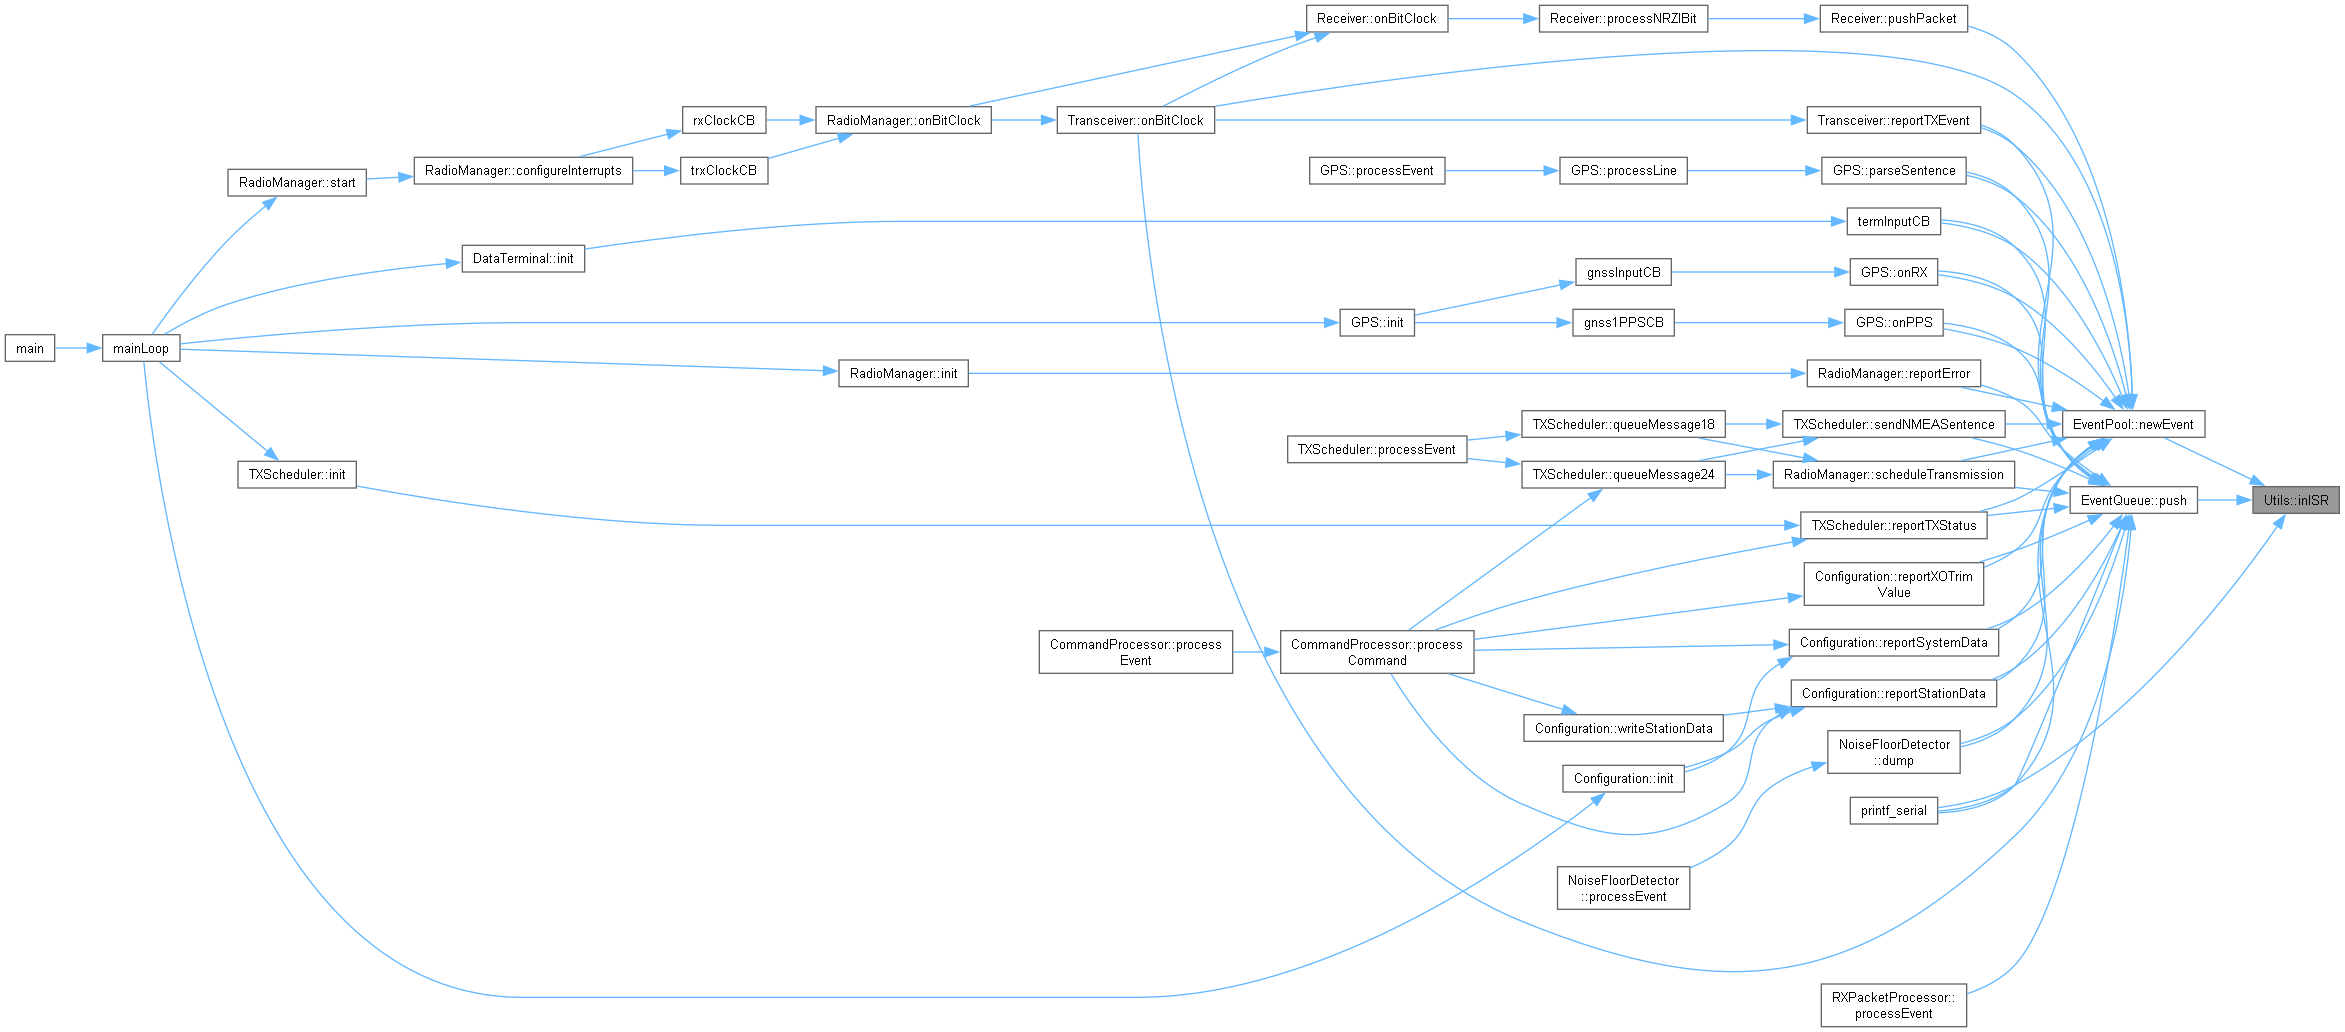 Receiver::onBitClock
Receiver::processNRZIBit
Receiver::pushPacket
rxClockCB
RadioManager::onBitClock
Transceiver::onBitClock
Transceiver::reportTXEvent
RadioManager::start
RadioManager::configureInterrupts
trxClockCB
GPS::processEvent
GPS::processLine
GPS::parseSentence
termInputCB
DataTerminal::init
gnssInputCB
GPS::onRX
main
mainLoop
GPS::init
gnss1PPSCB
GPS::onPPS
RadioManager::init
RadioManager::reportError
TXScheduler::processEvent
TXScheduler::queueMessage18
TXScheduler::sendNMEASentence
EventPool::newEvent
TXScheduler::init
TXScheduler::queueMessage24
RadioManager::scheduleTransmission
EventQueue::push
Utils::inISR
TXScheduler::reportTXStatus
Configuration::reportXOTrim
Value
CommandProcessor::process
Event
CommandProcessor::process
Command
Configuration::reportSystemData
Configuration::reportStationData
Configuration::writeStationData
NoiseFloorDetector
::dump
Configuration::init
printf_serial
NoiseFloorDetector
::processEvent
RXPacketProcessor::
processEvent